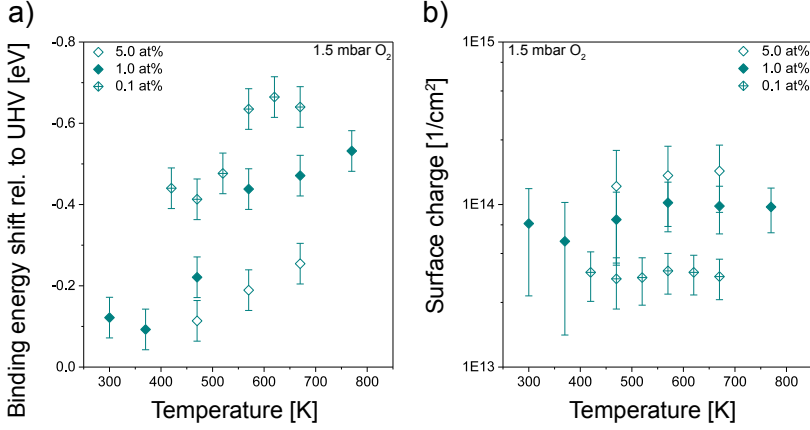 a)
Binding energy shift rel. to UHV [eV]
-0.8
-0.6
-0.4
-0.2
0.0
5.0 at%
1.0 at%
0.1 at%
1.5 mbar O₂
300 400 500 600 700 800
Temperature [K]
b)
Surface charge [1/cm²]
1E15
1E14
1E13
1.5 mbar O₂
5.0 at%
1.0 at%
0.1 at%
300 400 500 600 700 800
Temperature [K]